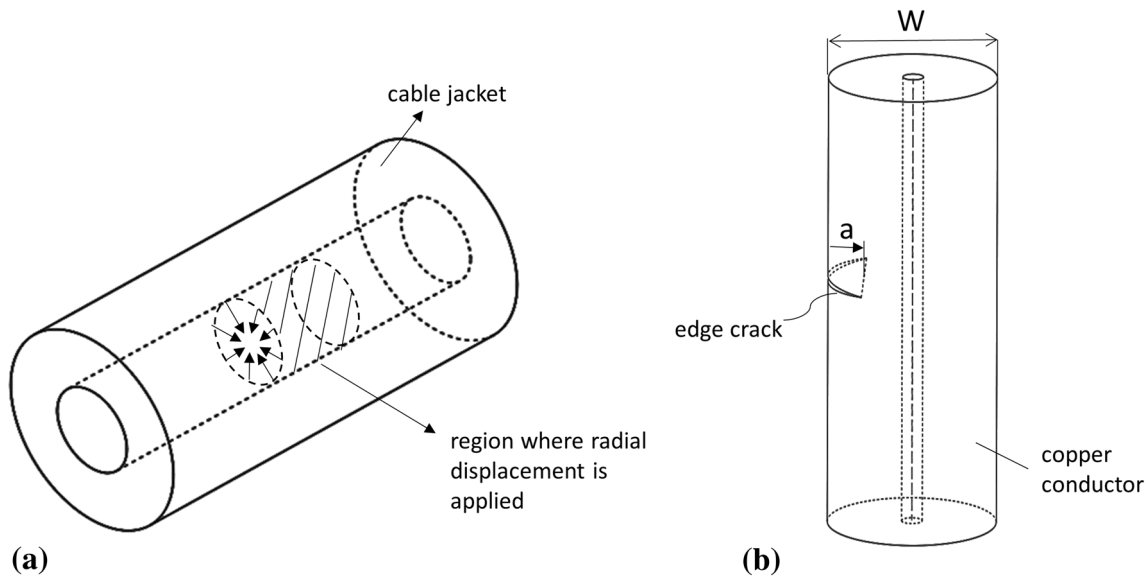 cable jacket
region where radial
displacement is
applied
(a)
W
a
edge crack
copper
conductor
(b)